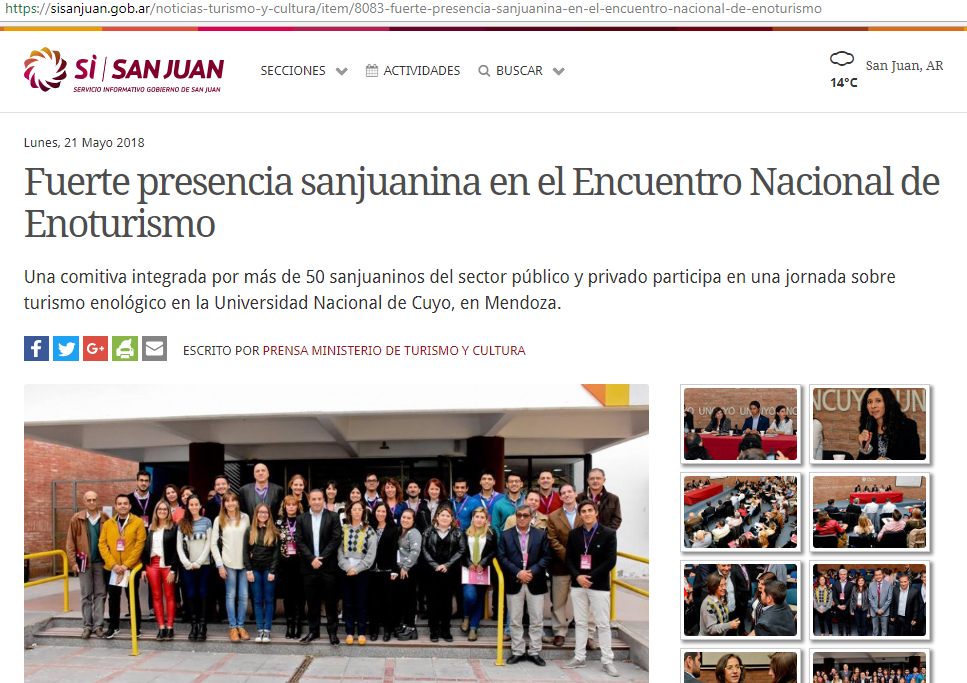 https://sisanjuan.gob.ar/noticias-turismo-y-cultura/item/8083-fuerte-presencia-sanjuanina-en-el-encuentro-nacional-de-enoturismo
SÌ | SAN JUAN
SERVICIO INFORMATIVO GOBIERNO DE SAN JUAN
SECCIONES
ACTIVIDADES
BUSCAR
San Juan, AR
14°C
Lunes, 21 Mayo 2018
Fuerte presencia sanjuanina en el Encuentro Nacional de
Enoturismo
Una comitiva integrada por más de 50 sanjuaninos del sector público y privado participa en una jornada sobre
turismo enológico en la Universidad Nacional de Cuyo, en Mendoza.
f
G+
ESCRITO POR PRENSA MINISTERIO DE TURISMO Y CULTURA
NCUYO UN